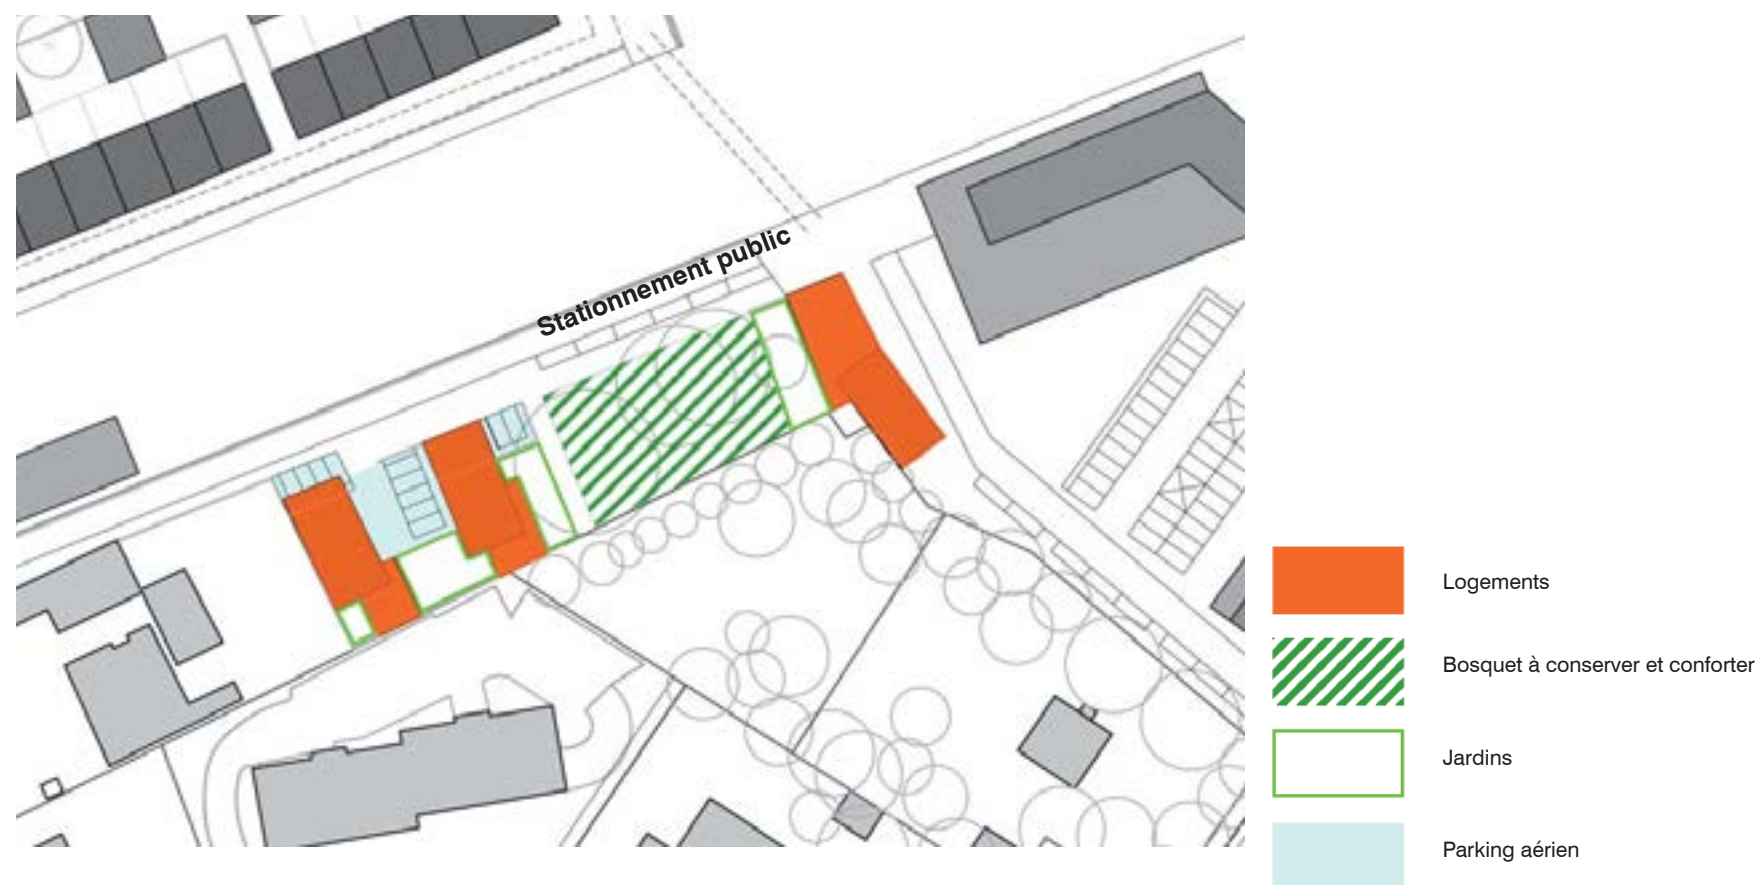 Stationnement public
Logements
Bosquet à conserver et conforter
Jardins
Parking aérien